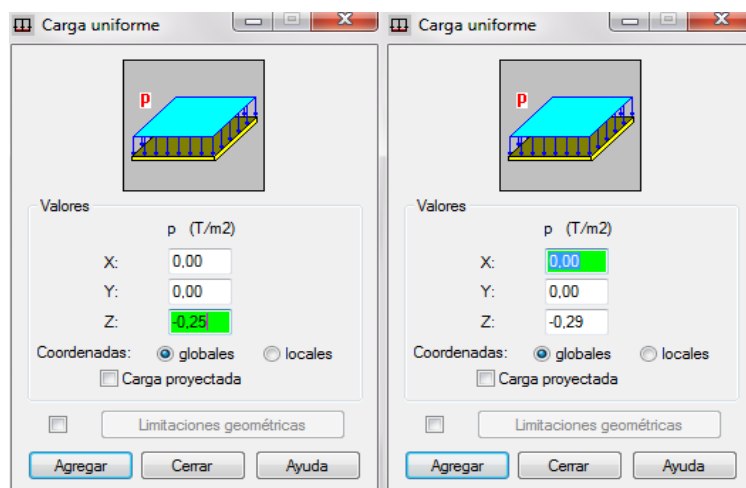 Carga uniforme
p
Valores
p (T/m2)
X: 0,00
Y: 0,00
Z: -0,25
Coordenadas: globales locales
Carga proyectada
Limitaciones geométricas
Agregar Cerrar Ayuda
Carga uniforme
p
Valores
p (T/m2)
X: 0,00
Y: 0,00
Z: -0,29
Coordenadas: globales locales
Carga proyectada
Limitaciones geométricas
Agregar Cerrar Ayuda